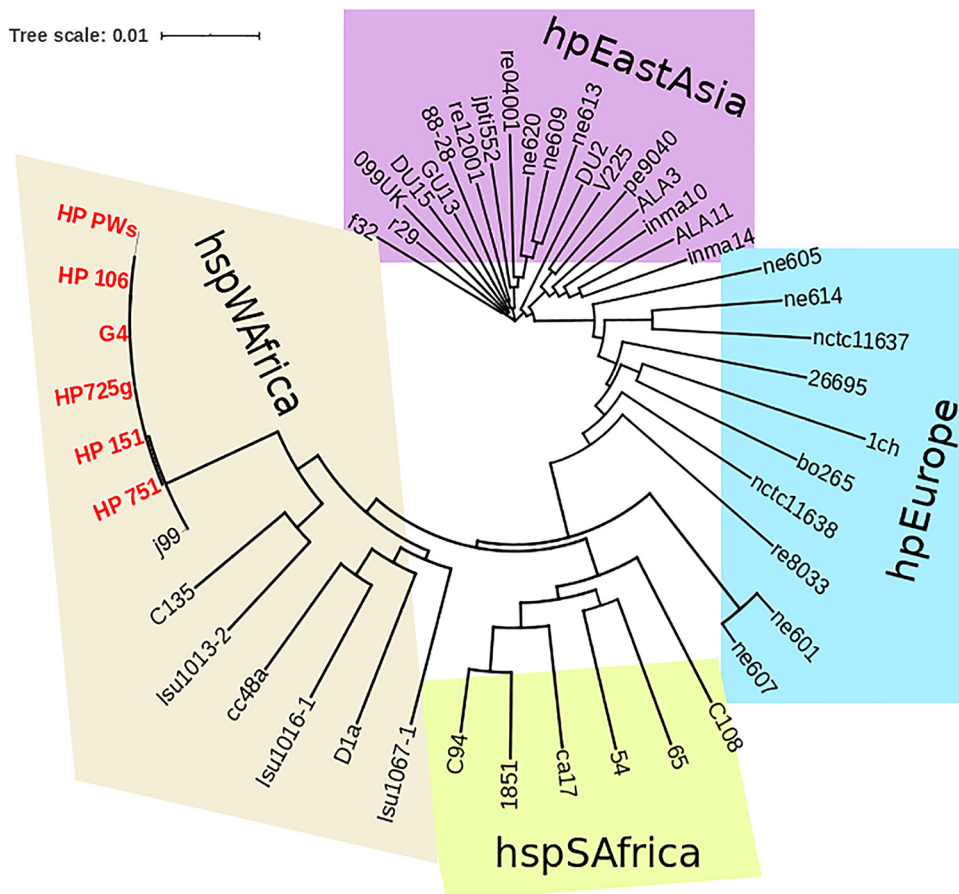 Tree scale: 0.01
hpEastAsia
f32
r29
099UK
DU15
GU13
88-28
re12001
jpti552
re04001
ne620
ne609
ne613
DU2
V225
pe9040
ALA3
inma10
ALA11
inma14
hpEurope
ne605
ne614
nctc11637
26695
1ch
bo265
nctc11638
re8033
ne601
ne607
hspSAfrica
C108
65
54
ca17
1851
C94
hspWAfrica
lsu1067-1
D1a
lsu1016-1
cc48a
lsu1013-2
C135
j99
HP 751
HP 151
HP725g
G4
HP 106
HP PWs